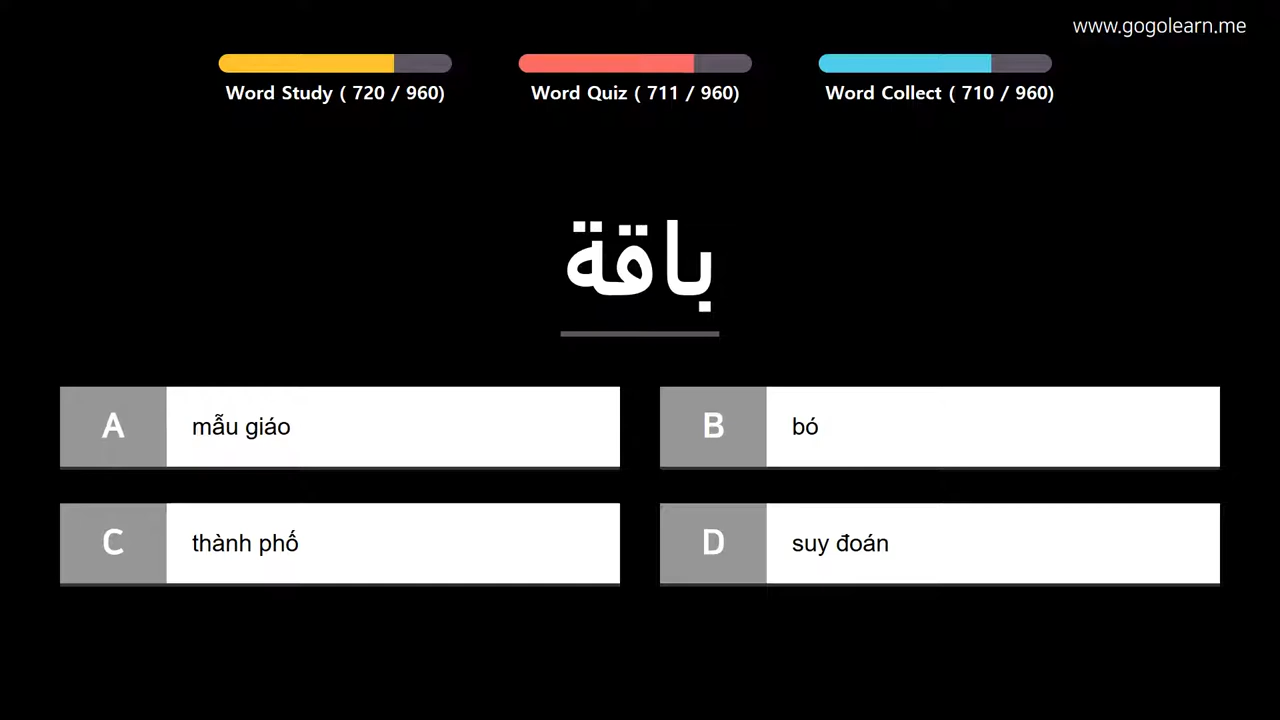 www.gogolearn.me
Word Study ( 720 / 960)
Word Quiz ( 711 / 960)
Word Collect ( 710 / 960)
باقة
A
mẫu giáo
B
bó
C
thành phố
D
suy đoán